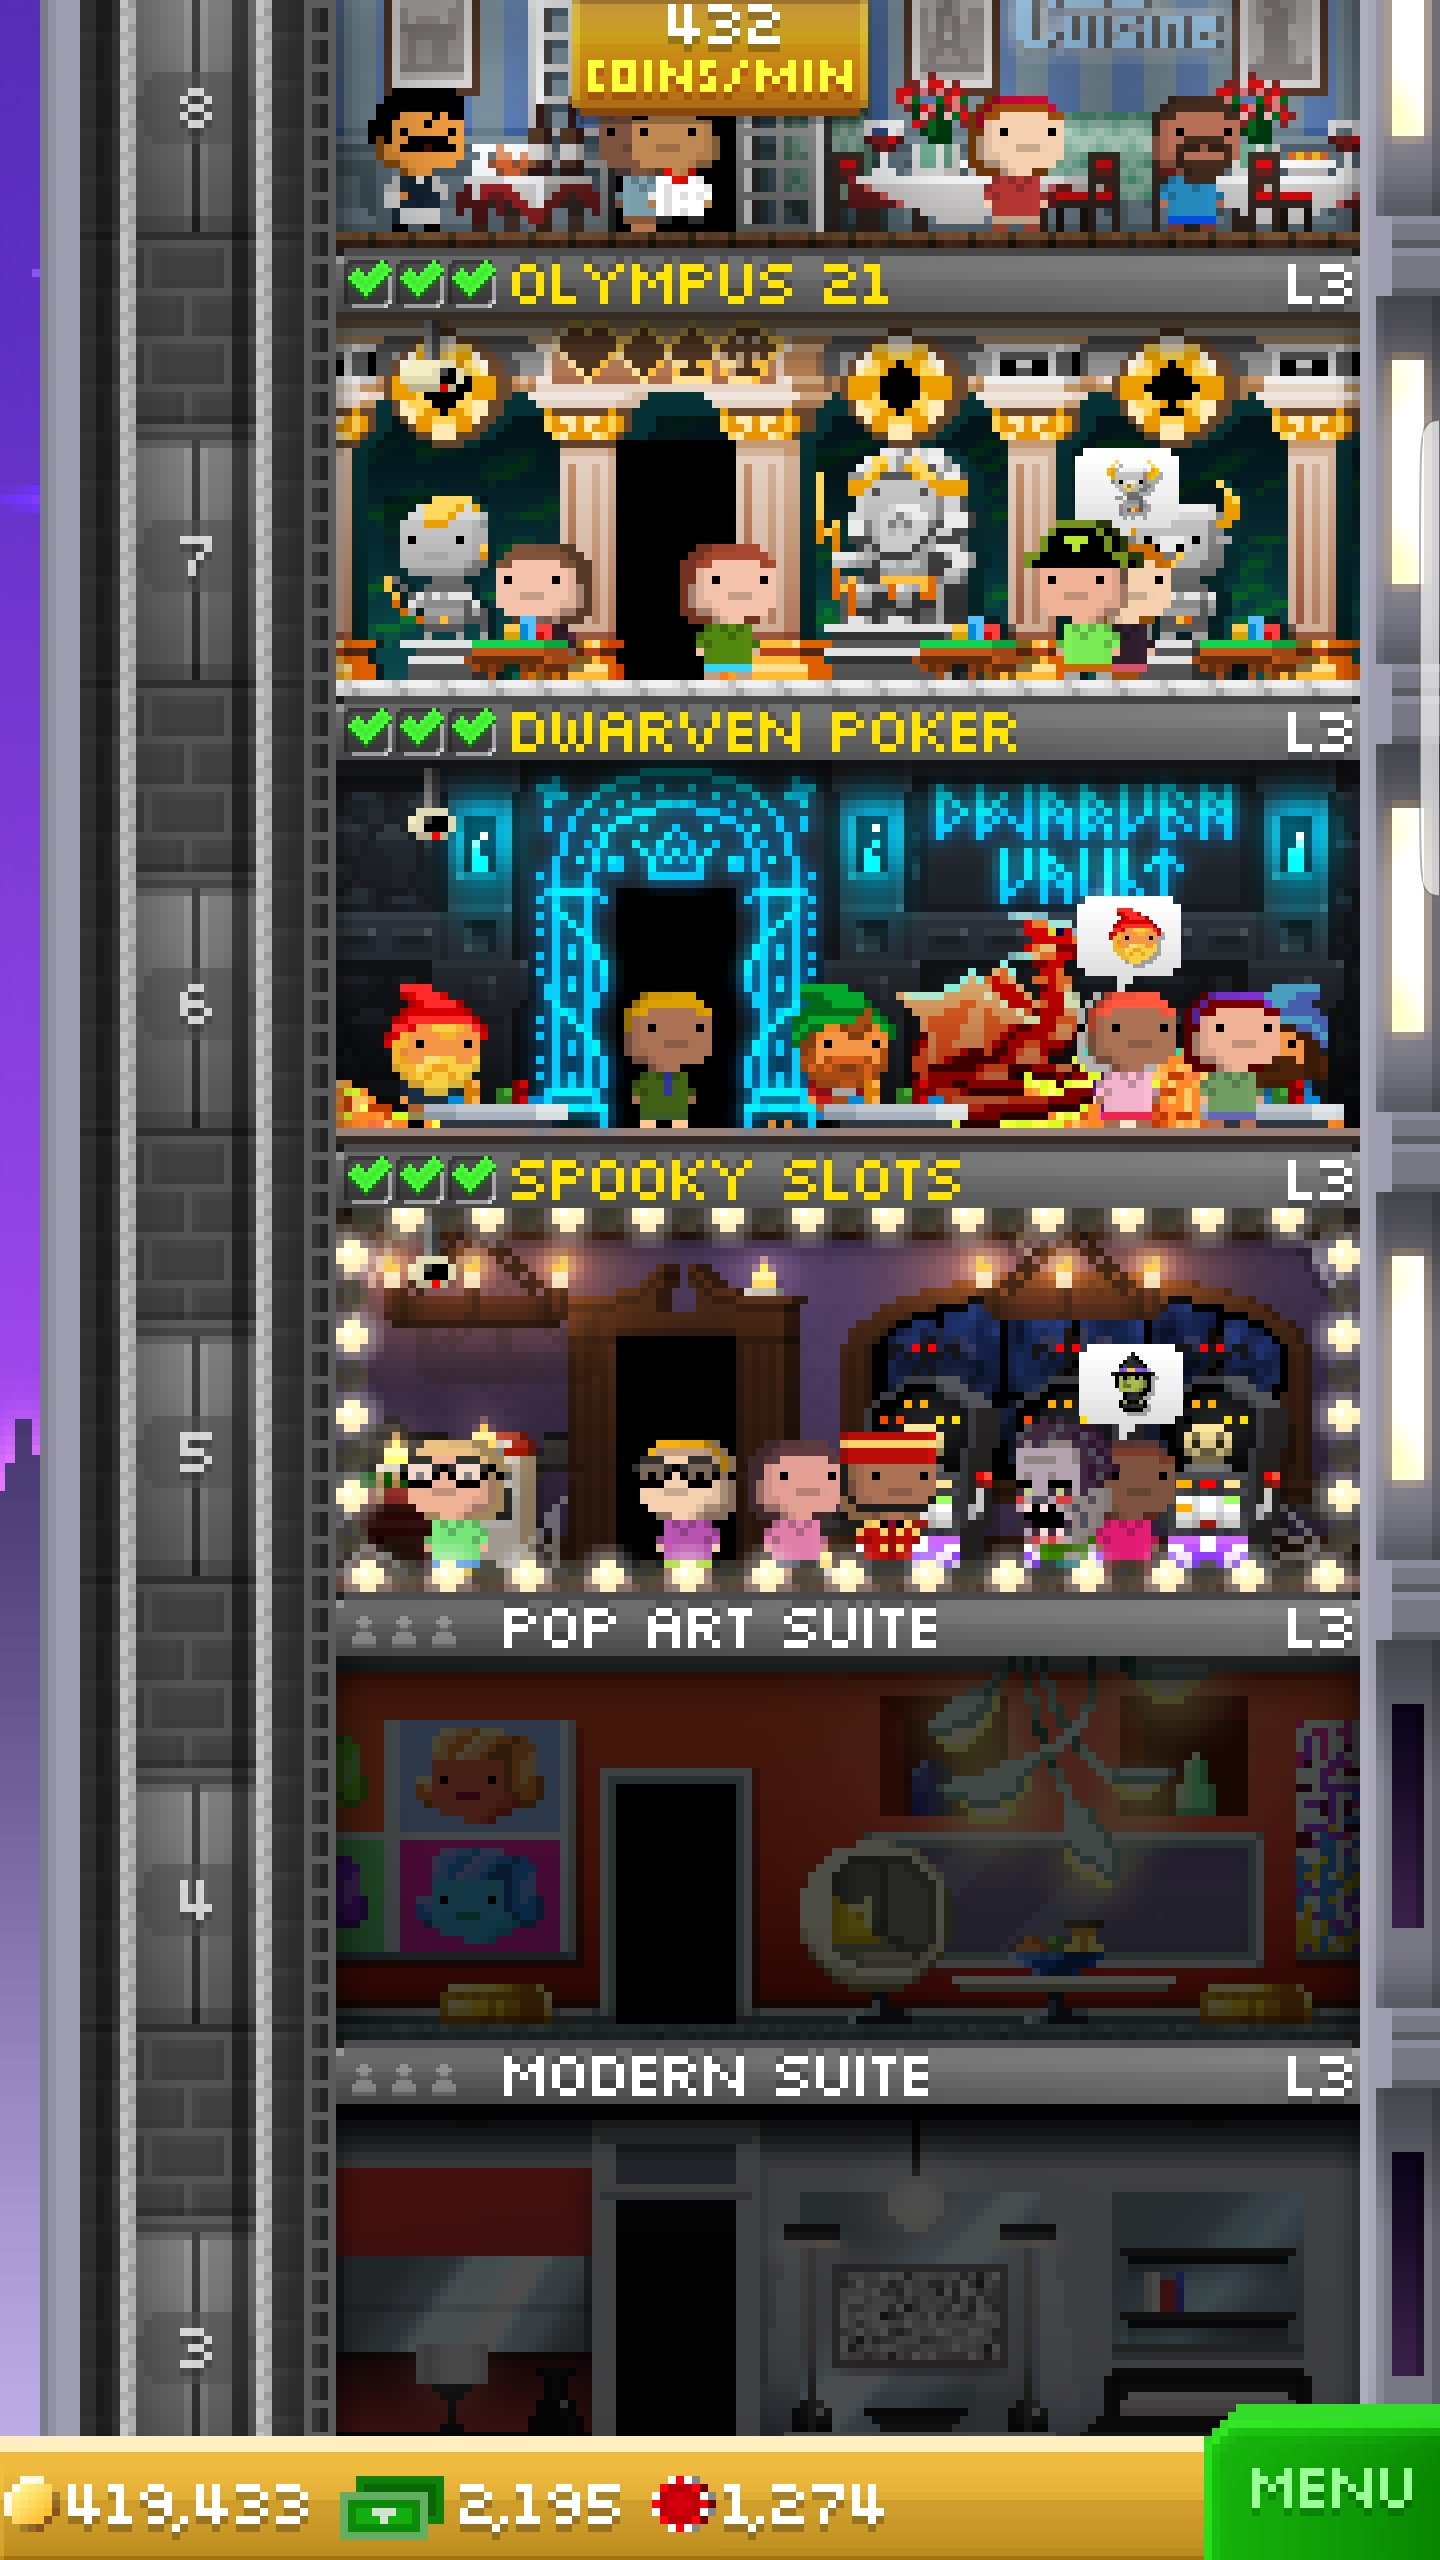 432
COINS/MIN
Cuisine
8
OLYMPUS 21 L3
7
DWARVEN POKER L3
DWARVEN
VAULT
6
SPOOKY SLOTS L3
5
POP ART SUITE L3
4
MODERN SUITE L3
3
419,433 2,195 1,274 MENU